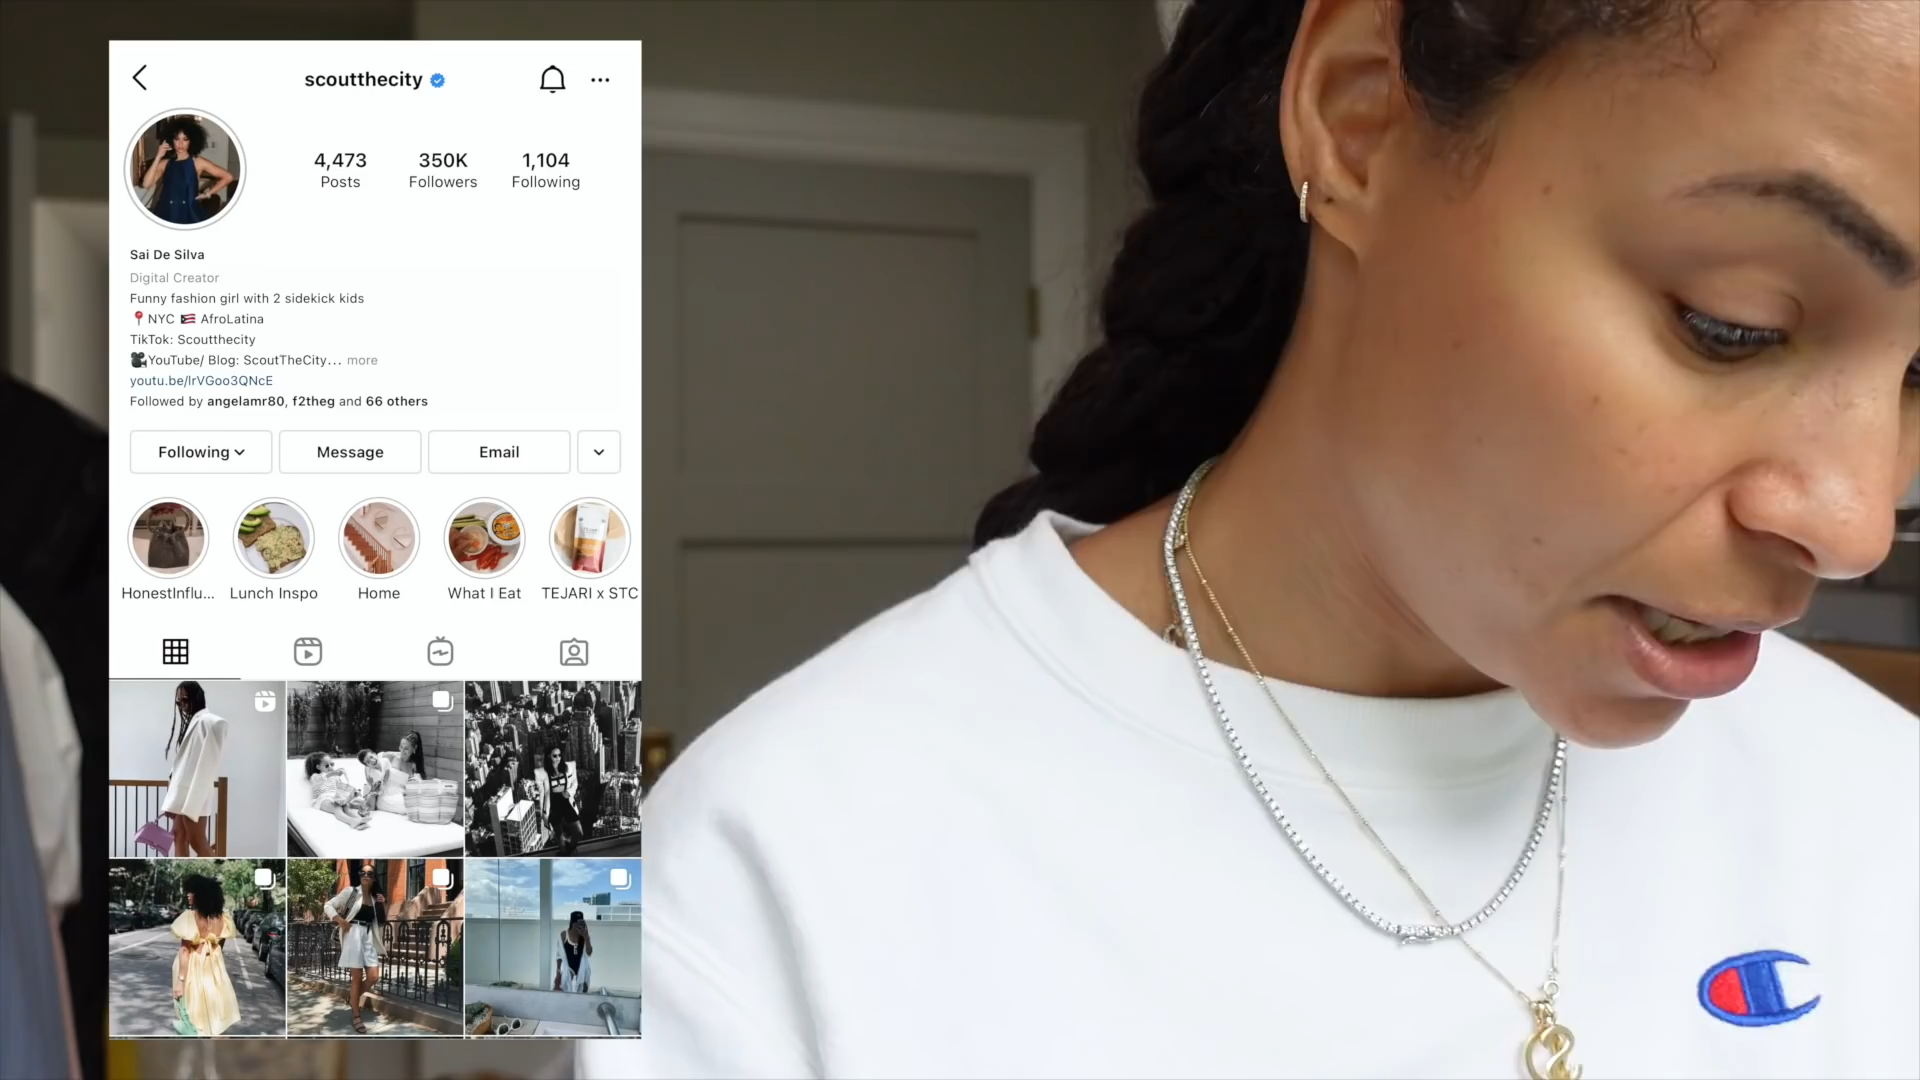 scoutthecity
4,473 350K 1,104
Posts Followers Following
Sai De Silva
Digital Creator
Funny fashion girl with 2 sidekick kids
📍NYC 🇵🇷 AfroLatina
TikTok: Scoutthecity
🎥YouTube/ Blog: ScoutTheCity... more
youtu.be/lrVGoo3QNcE
Followed by angelamr80, f2theg and 66 others
Following Message Email
HonestInflu... Lunch Inspo Home What I Eat TEJARI x STC